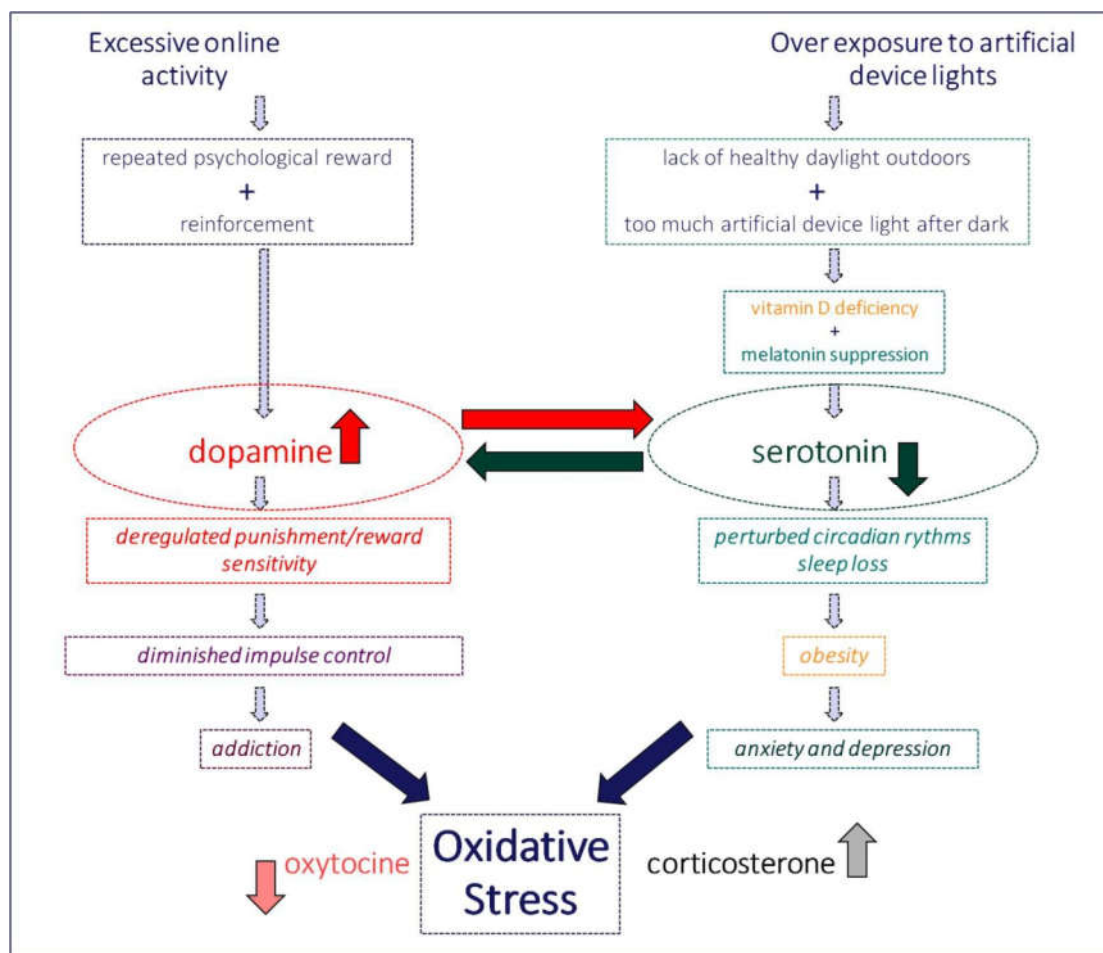 Excessive online
activity
repeated psychological reward
+
reinforcement
dopamine
deregulated punishment/reward
sensitivity
diminished impulse control
addiction
Over exposure to artificial
device lights
lack of healthy daylight outdoors
+
too much artificial device light after dark
vitamin D deficiency
+
melatonin suppression
serotonin
perturbed circadian rythms
sleep loss
obesity
anxiety and depression
oxytocine
Oxidative
Stress
corticosterone